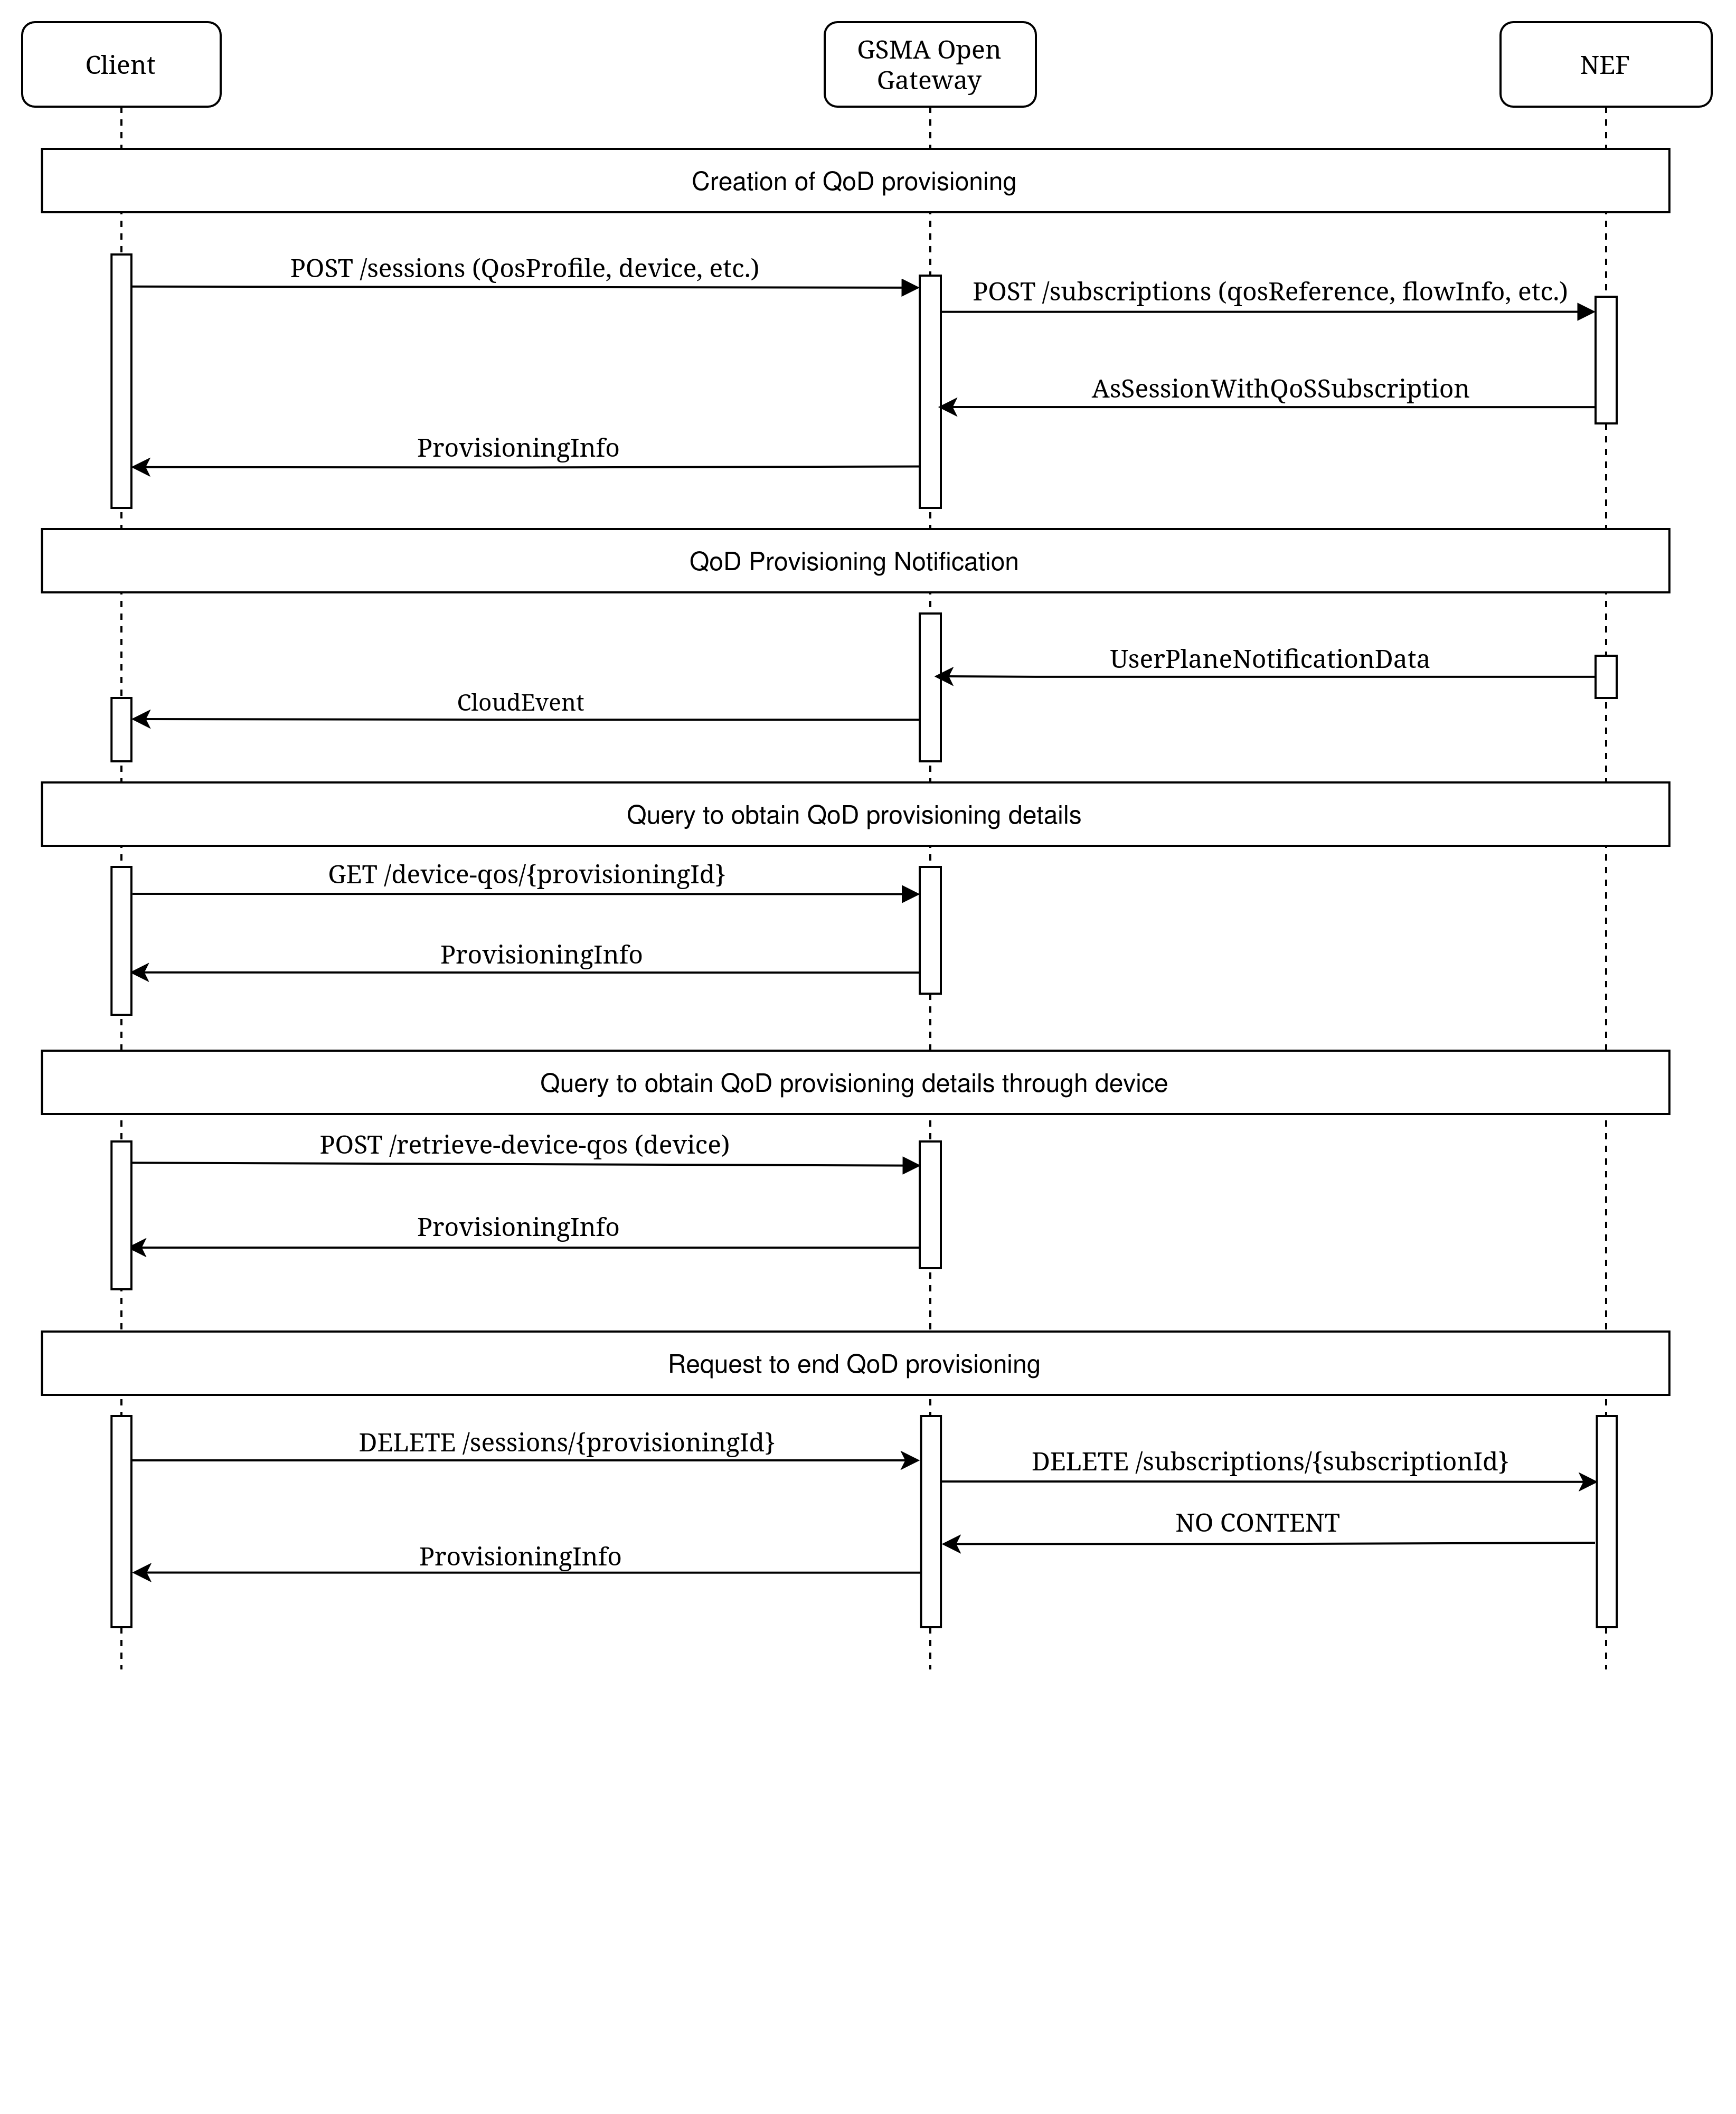 Client
GSMA Open
Gateway
NEF
Creation of QoD provisioning
POST /sessions (QosProfile, device, etc.)
POST /subscriptions (qosReference, flowInfo, etc.)
AsSessionWithQoSSubscription
ProvisioningInfo
QoD Provisioning Notification
UserPlaneNotificationData
CloudEvent
Query to obtain QoD provisioning details
GET /device-qos/{provisioningId}
ProvisioningInfo
Query to obtain QoD provisioning details through device
POST /retrieve-device-qos (device)
ProvisioningInfo
Request to end QoD provisioning
DELETE /sessions/{provisioningId}
DELETE /subscriptions/{subscriptionId}
NO CONTENT
ProvisioningInfo